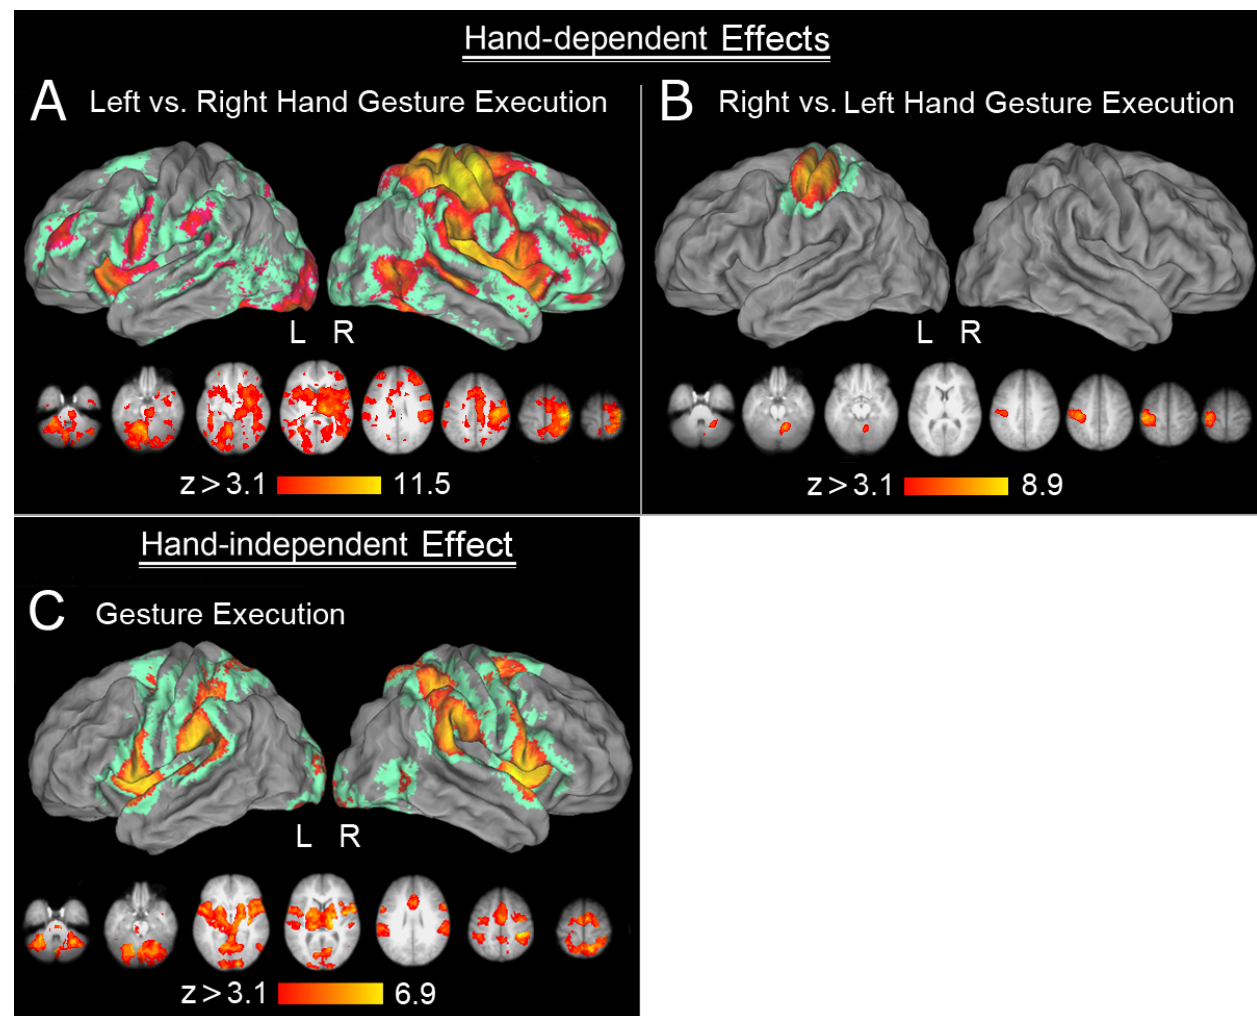 Hand-dependent Effects
A Left vs. Right Hand Gesture Execution
B Right vs. Left Hand Gesture Execution
L R
L R
z > 3.1 11.5
z > 3.1 8.9
Hand-independent Effect
C Gesture Execution
L R
z > 3.1 6.9